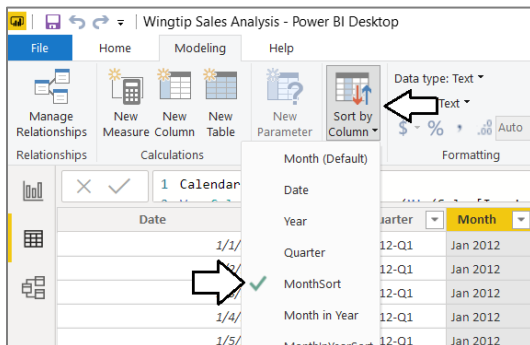 Wingtip Sales Analysis - Power BI Desktop
File Home Modeling Help
Manage Relationships
New Measure
New Column
New Table
New Parameter
Sort by Column
Data type: Text
Text
$ % , .00 Auto
Relationships Calculations Formatting
Month (Default)
Date
Year
Quarter
MonthSort
Month in Year
1 Calendar
Date Month
1/1/ 12-Q1 Jan 2012
12-Q1 Jan 2012
12-Q1 Jan 2012
1/4/ 12-Q1 Jan 2012
1/5/ 12-Q1 Jan 2012